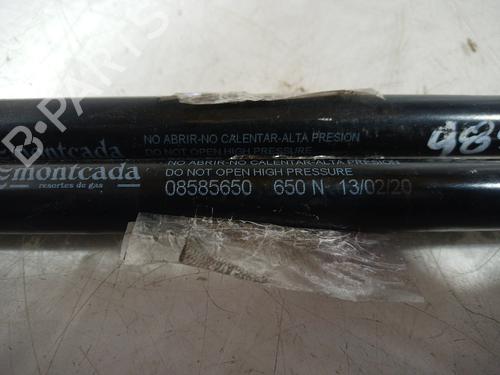 NO ABRIR-NO CALENTAR-ALTA PRESION
DO NOT OPEN HIGH PRESSURE
montcada
NO ABRIR-NO CALENTAR-ALTA PRESION
DO NOT OPEN HIGH PRESSURE
montcada
resortes de gas
08585650 650 N - 13/02/20
B-PARTS